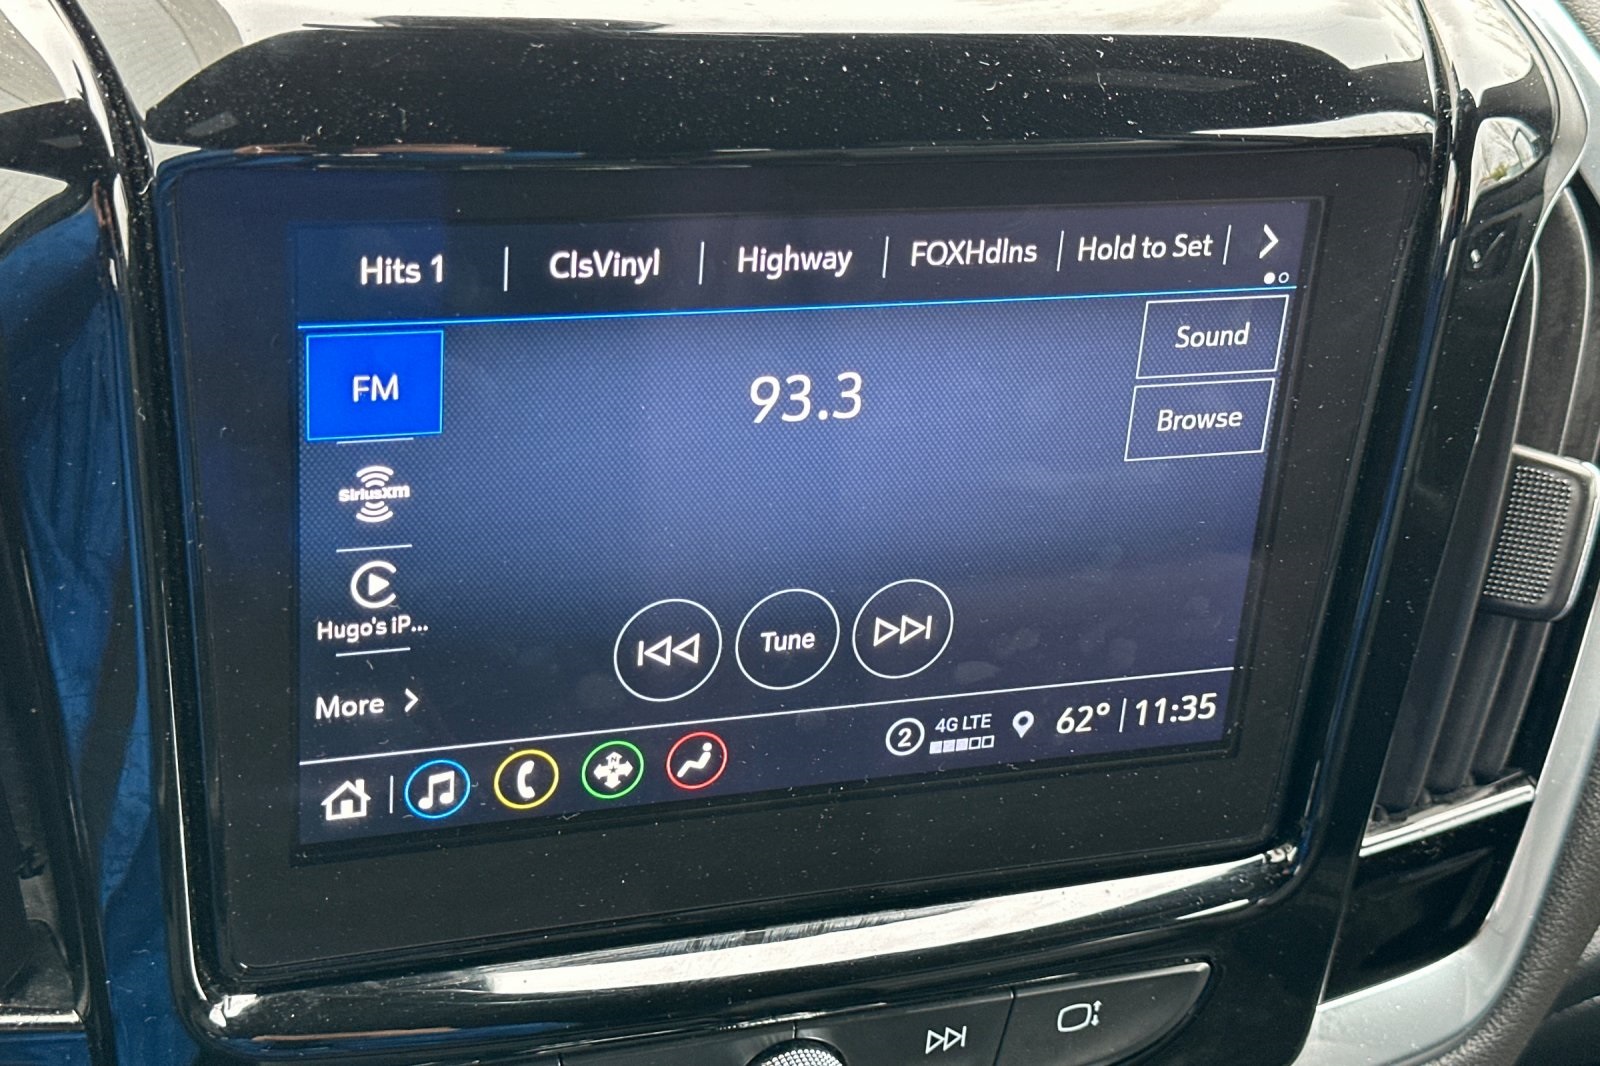 Hits 1 ClsVinyl Highway FOXHdlns Hold to Set
FM
93.3
Sound
Browse
SiriusXM
Hugo's iP...
Tune
More
2 4G LTE 62° 11:35
N